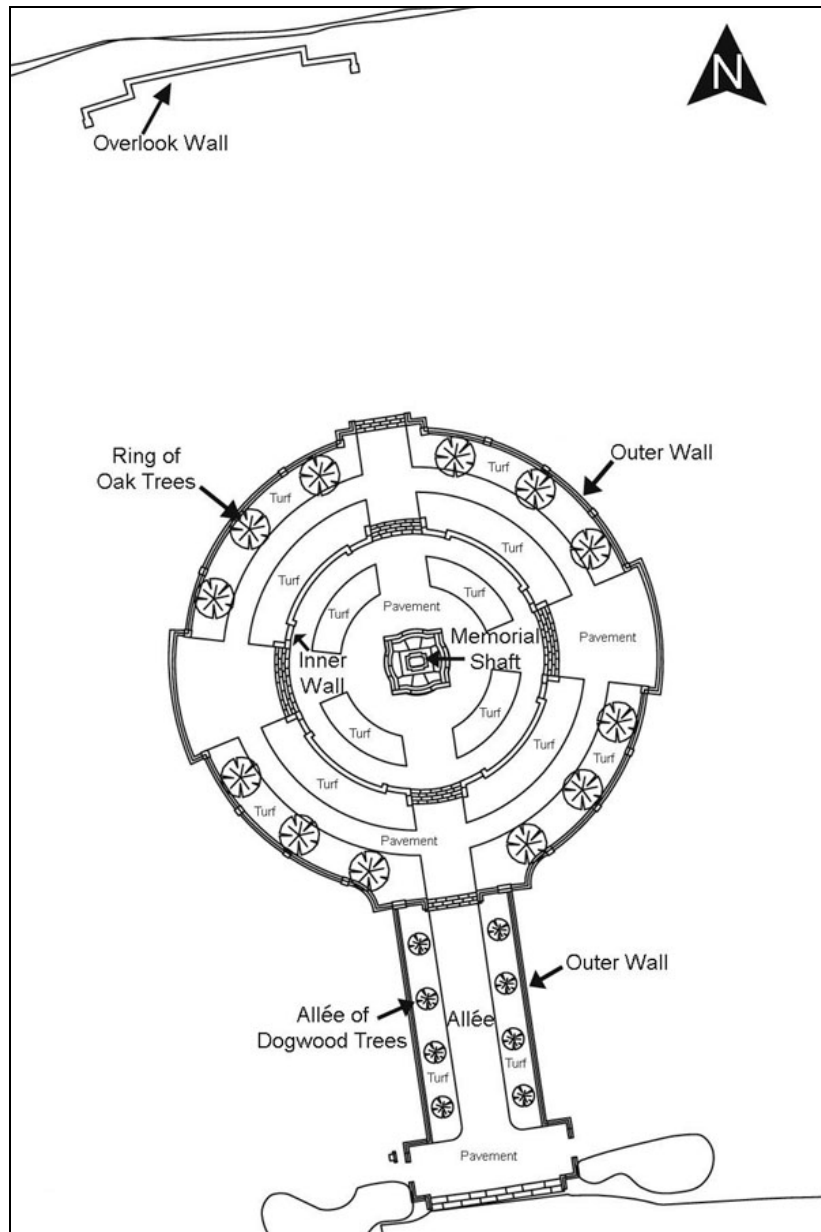 N
Overlook Wall
Ring of
Oak Trees
Outer Wall
Turf
Turf
Turf
Turf
Turf
Turf
Pavement
Pavement
Memorial
Shaft
Inner
Wall
Turf
Turf
Turf
Turf
Turf
Turf
Pavement
Outer Wall
Allée of
Dogwood Trees
Allée
Turf
Turf
Pavement